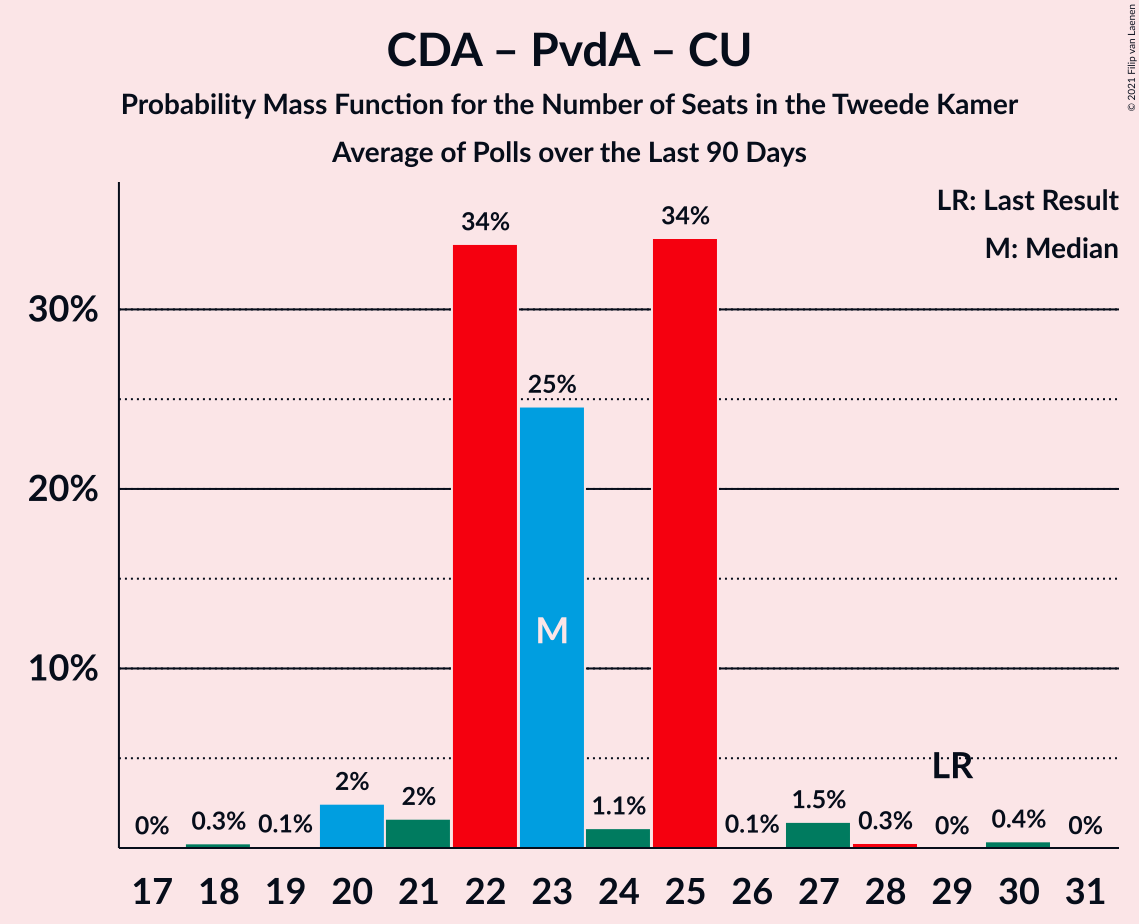 CDA – PvdA – CU
Probability Mass Function for the Number of Seats in the Tweede Kamer
Average of Polls over the Last 90 Days
© 2021 Filip van Laenen
LR: Last Result
M: Median
34% 34%
30%
25%
20%
M
10%
LR
0% 0.3% 0.1% 2% 2% 1.1% 0.1% 1.5% 0.3% 0% 0.4% 0%
17 18 19 20 21 22 23 24 25 26 27 28 29 30 31